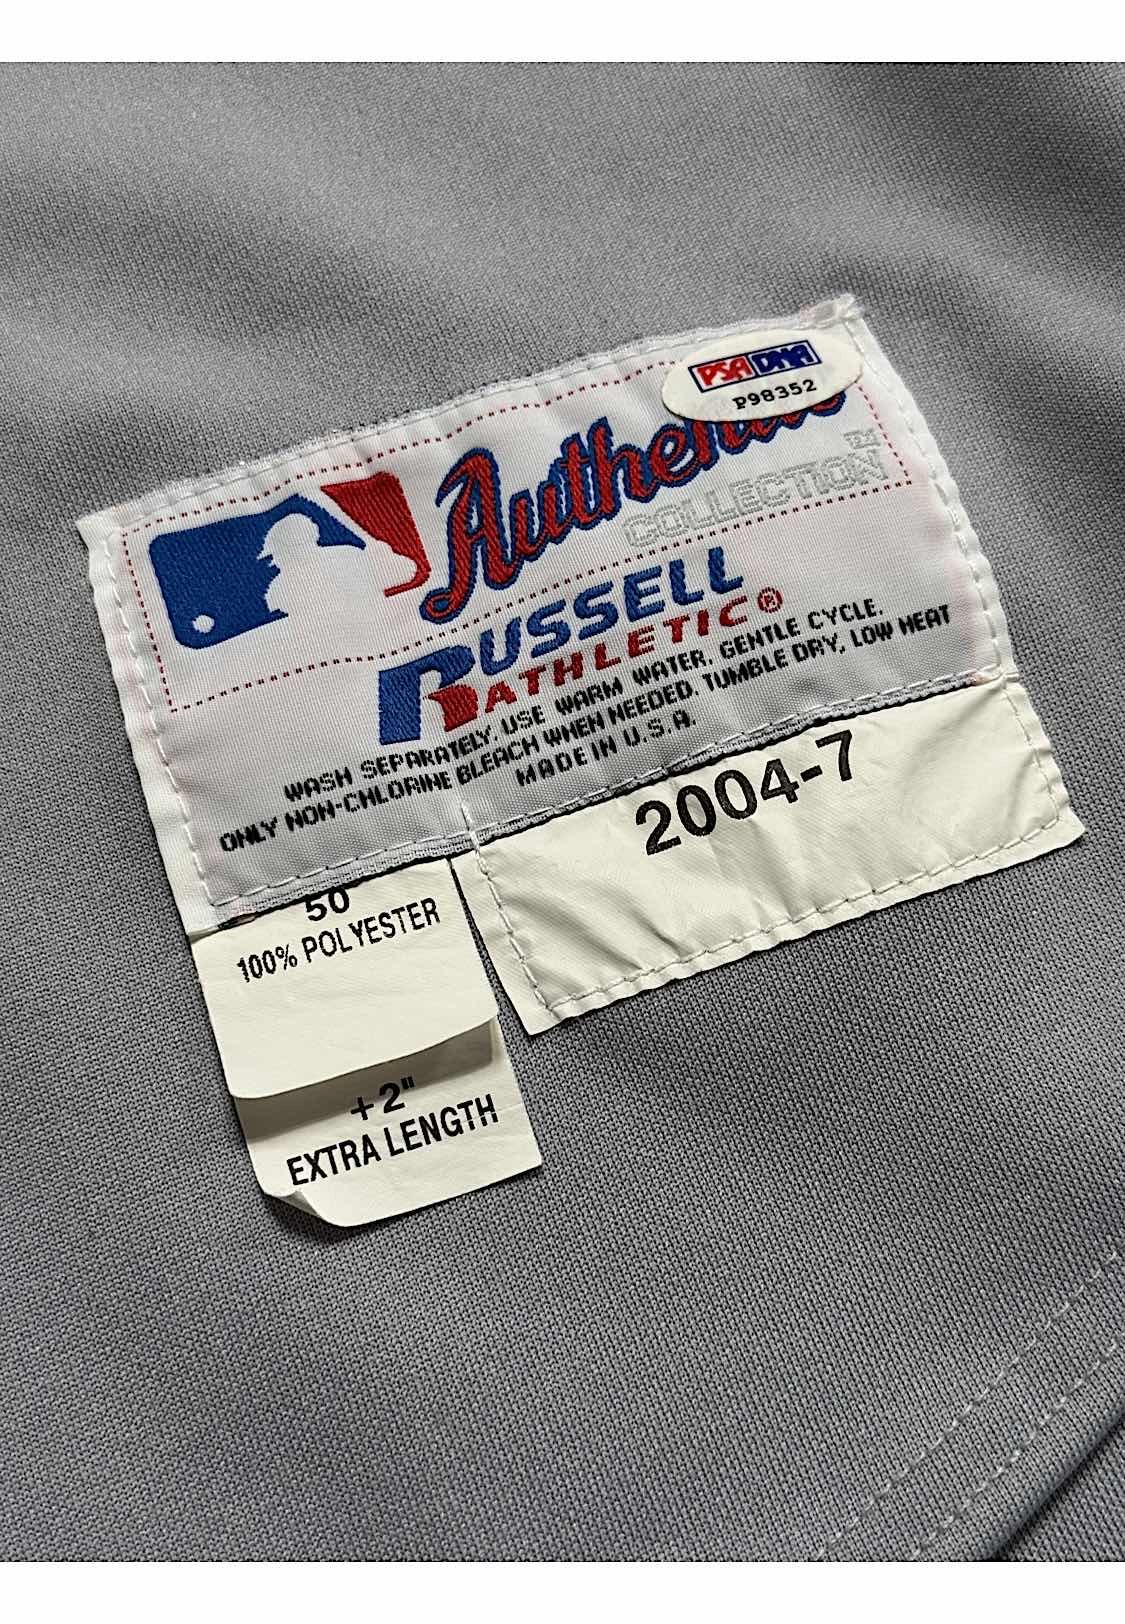 PSA DNA
P98352
Authentic
COLLECTION™
RUSSELL
ATHLETIC®
WASH SEPARATELY. USE WARM WATER, GENTLE CYCLE.
ONLY NON-CHLORINE BLEACH WHEN NEEDED. TUMBLE DRY, LOW HEAT
MADE IN U.S.A.
2004-7
50
100% POLYESTER
+2"
EXTRA LENGTH